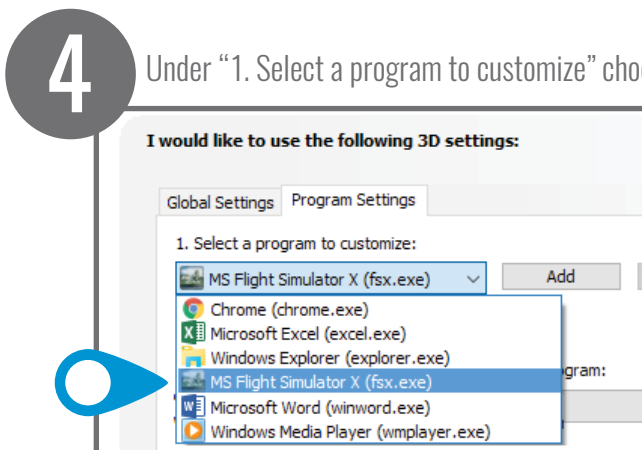 4
Under “1. Select a program to customize”
I would like to use the following 3D settings:
Global Settings Program Settings
1. Select a program to customize:
MS Flight Simulator X (fsx.exe) Add
Chrome (chrome.exe)
Microsoft Excel (excel.exe)
Windows Explorer (explorer.exe)
MS Flight Simulator X (fsx.exe)
Microsoft Word (winword.exe)
Windows Media Player (wmplayer.exe)